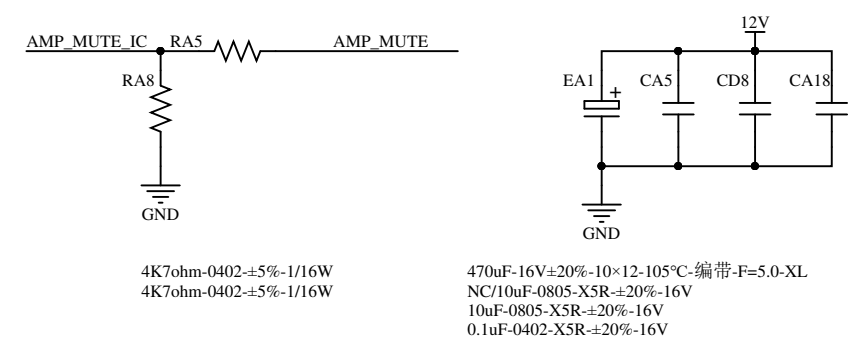 12V
AMP_MUTE_IC RA5 AMP_MUTE
RA8
EA1 + CA5 CD8 CA18
GND
GND
4K7ohm-0402-±5%-1/16W
4K7ohm-0402-±5%-1/16W
470uF-16V±20%-10×12-105℃-编带-F=5.0-XL
NC/10uF-0805-X5R-±20%-16V
10uF-0805-X5R-±20%-16V
0.1uF-0402-X5R-±20%-16V